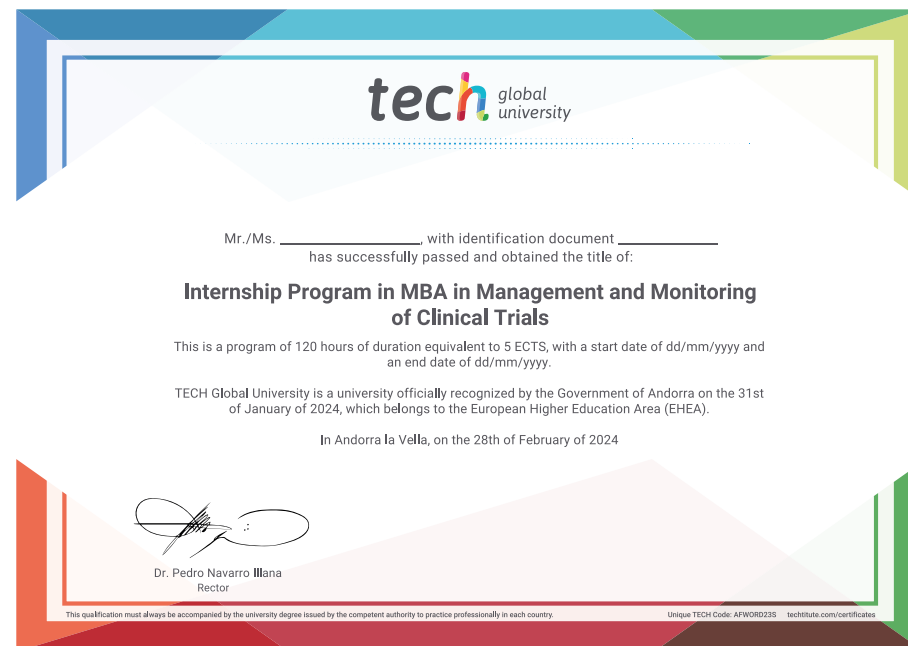 tech global university
Mr./Ms. ____________________, with identification document ______________
has successfully passed and obtained the title of:
Internship Program in MBA in Management and Monitoring
of Clinical Trials
This is a program of 120 hours of duration equivalent to 5 ECTS, with a start date of dd/mm/yyyy and
an end date of dd/mm/yyyy.
TECH Global University is a university officially recognized by the Government of Andorra on the 31st
of January of 2024, which belongs to the European Higher Education Area (EHEA).
In Andorra la Vella, on the 28th of February of 2024
Dr. Pedro Navarro Illana
Rector
This qualification must always be accompanied by the university degree issued by the competent authority to practice professionally in each country.
Unique TECH Code: AFWORD23S techtitute.com/certificates